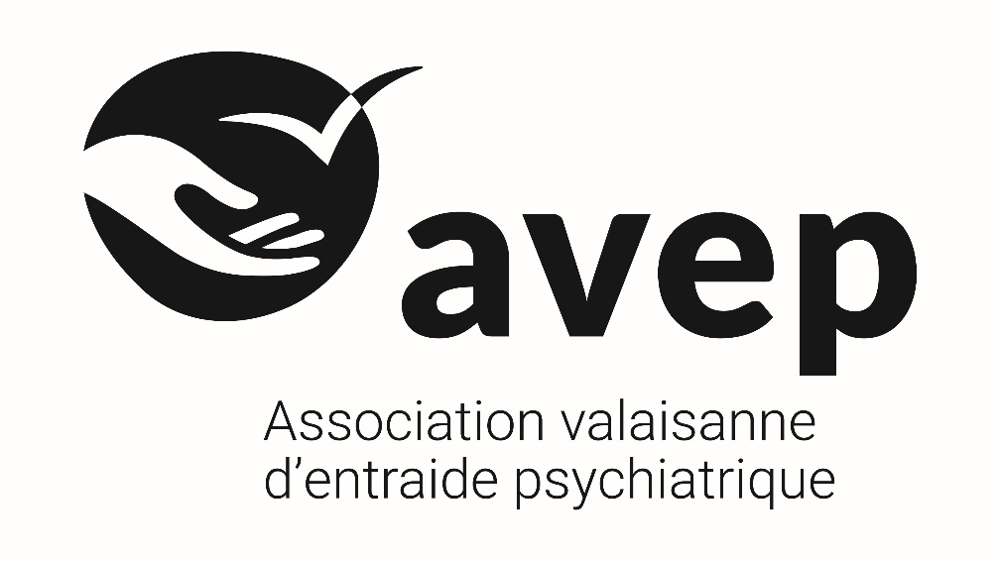 avep
Association valaisanne
d’entraide psychiatrique